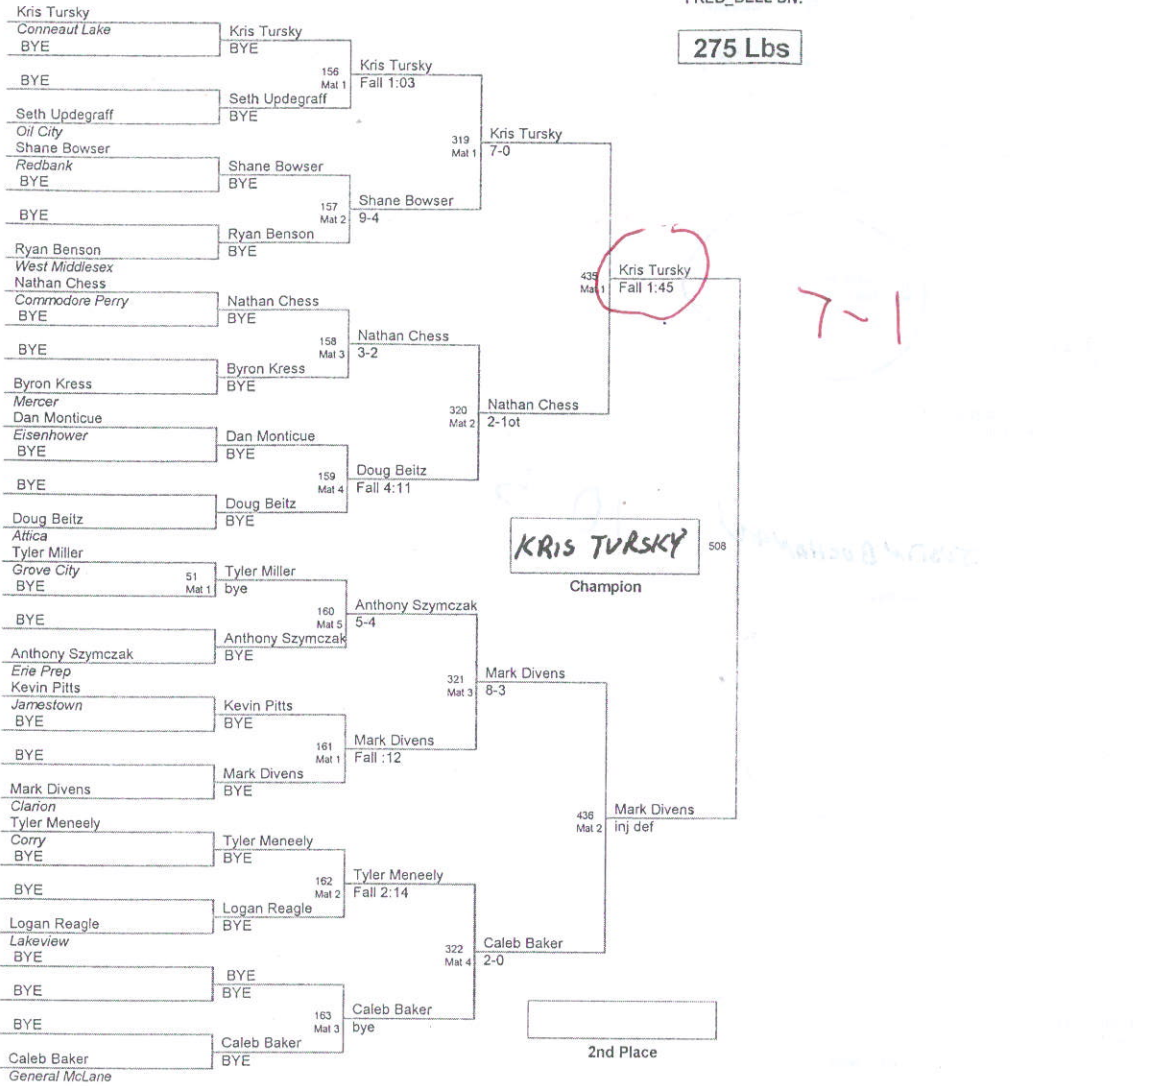 275 Lbs
Kris Tursky
Conneaut Lake
BYE
Kris Tursky
BYE
BYE
156
Mat 1
Kris Tursky
Fall 1:03
Seth Updegraff
BYE
Seth Updegraff
Oil City
319
Mat 1
Kris Tursky
7-0
Shane Bowser
Redbank
BYE
Shane Bowser
BYE
BYE
157
Mat 2
Shane Bowser
9-4
Ryan Benson
BYE
Ryan Benson
West Middlesex
435
Mat 1
Kris Tursky
Fall 1:45
7-1
Nathan Chess
Commodore Perry
BYE
Nathan Chess
BYE
BYE
158
Mat 3
Nathan Chess
3-2
Byron Kress
BYE
Byron Kress
Mercer
320
Mat 2
Nathan Chess
2-1ot
Dan Monticue
Eisenhower
BYE
Dan Monticue
BYE
BYE
159
Mat 4
Doug Beitz
Fall 4:11
Doug Beitz
BYE
Doug Beitz
Attica
KRIS TURSKY
508
Champion
Tyler Miller
Grove City
BYE
51
Mat 1
Tyler Miller
bye
BYE
160
Mat 5
Anthony Szymczak
5-4
Anthony Szymczak
BYE
Anthony Szymczak
Erie Prep
321
Mat 3
Mark Divens
8-3
Kevin Pitts
Jamestown
BYE
Kevin Pitts
BYE
BYE
161
Mat 1
Mark Divens
Fall :12
Mark Divens
BYE
Mark Divens
Clarion
436
Mat 2
Mark Divens
inj def
Tyler Meneely
Corry
BYE
Tyler Meneely
BYE
BYE
162
Mat 2
Tyler Meneely
Fall 2:14
Logan Reagle
BYE
Logan Reagle
Lakeview
322
Mat 4
Caleb Baker
2-0
BYE
BYE
BYE
BYE
BYE
163
Mat 3
Caleb Baker
bye
Caleb Baker
BYE
Caleb Baker
General McLane
2nd Place